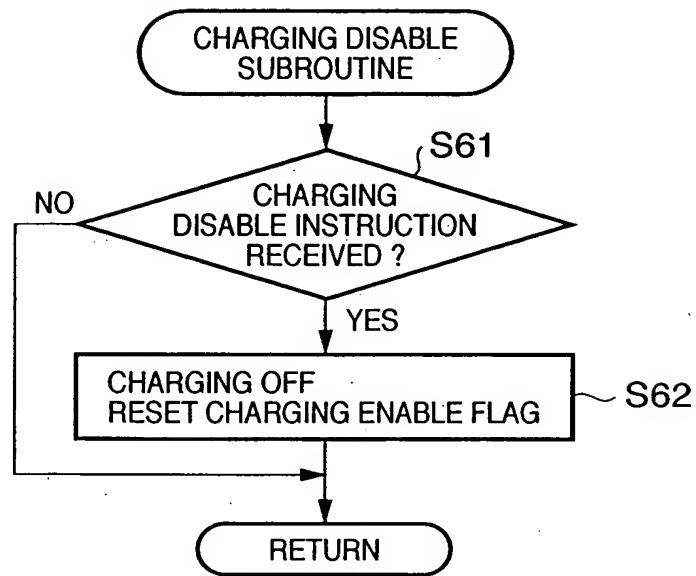 CHARGING DISABLE
SUBROUTINE
S61
CHARGING
DISABLE INSTRUCTION
RECEIVED ?
NO
YES
CHARGING OFF
RESET CHARGING ENABLE FLAG
S62
RETURN